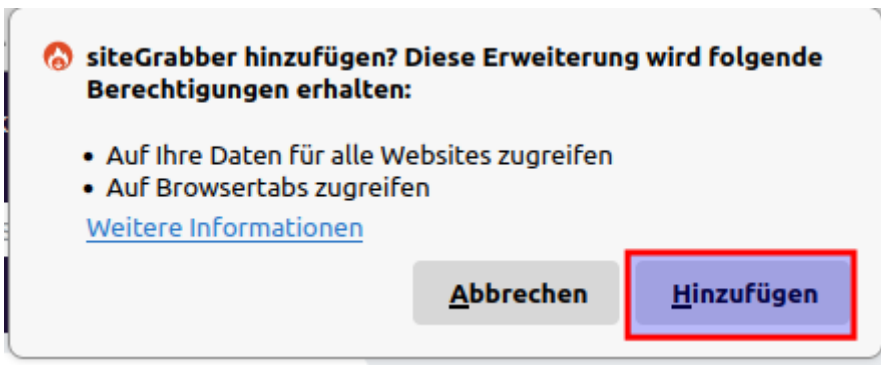 siteGrabber hinzufügen? Diese Erweiterung wird folgende
Berechtigungen erhalten:
• Auf Ihre Daten für alle Websites zugreifen
• Auf Browsertabs zugreifen
Weitere Informationen
Abbrechen Hinzufügen